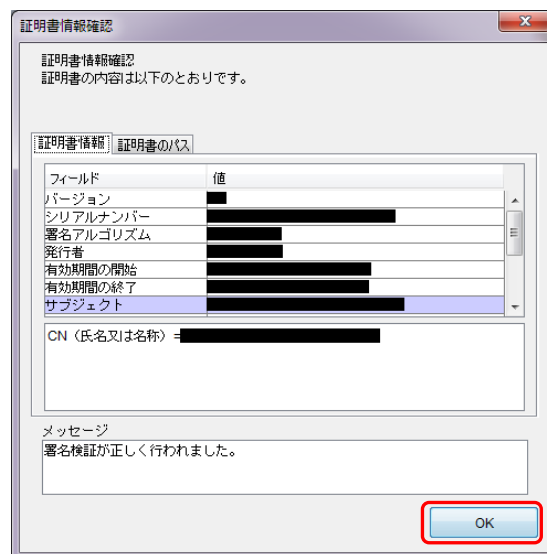 証明書情報確認
証明書情報確認
証明書の内容は以下のとおりです。
証明書情報 証明書のパス
フィールド 値
バージョン
シリアルナンバー
署名アルゴリズム
発行者
有効期間の開始
有効期間の終了
サブジェクト
CN（氏名又は名称）=
メッセージ
署名検証が正しく行われました。
OK